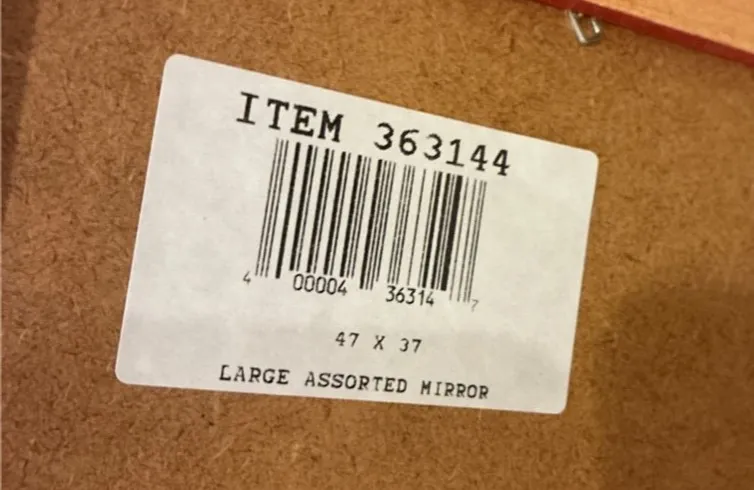 ITEM 363144
4 00004 36314 7
47 X 37
LARGE ASSORTED MIRROR